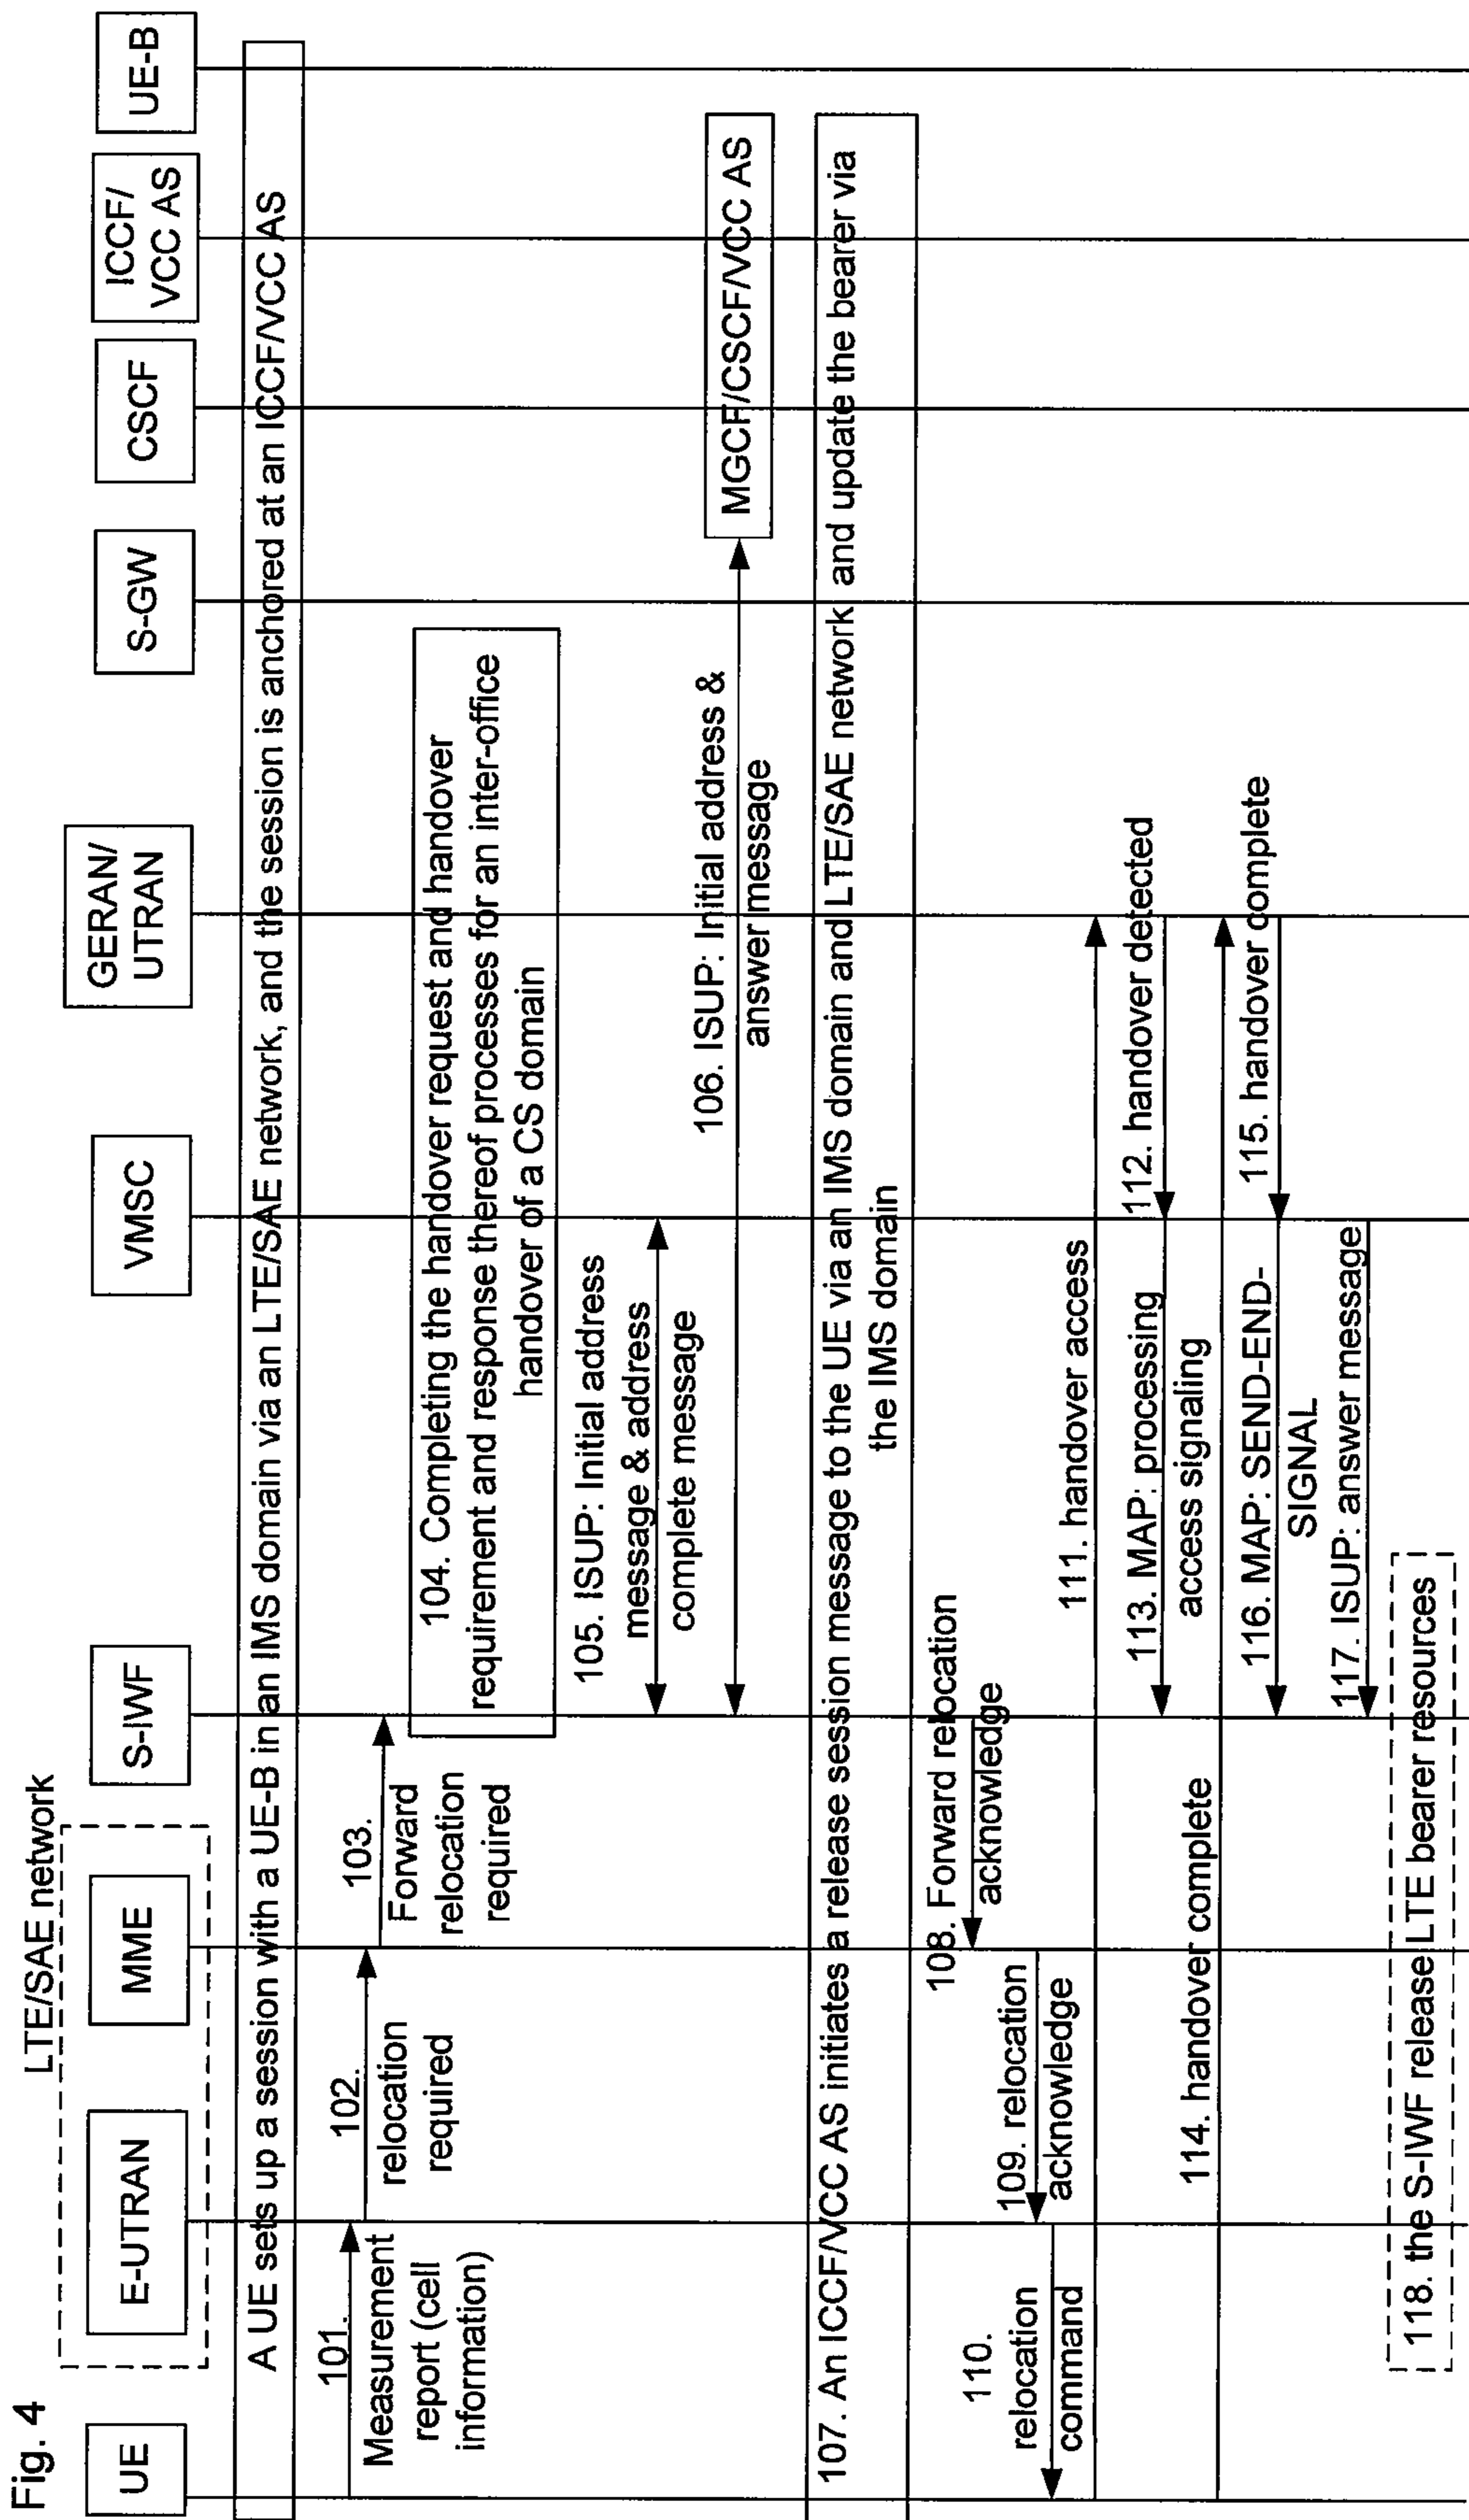 Fig. 4
LTE/SAE network
UE
E-UTRAN
MME
S-IWF
VMSC
GERAN/
UTRAN
S-GW
CSCF
ICCF/
VCC AS
UE-B
A UE sets up a session with a UE-B in an IMS domain via an LTE/SAE network, and the session is anchored at an ICCF/VCC AS
101.
Measurement
report (cell
information)
102.
relocation
required
103.
Forward
relocation
required
104. Completing the handover request and handover
requirement and response thereof processes for an inter-office
handover of a CS domain
105. ISUP: Initial address
message & address
complete message
106. ISUP: Initial address &
answer message
MGCF/CSCF/VCC AS
107. An ICCF/VCC AS initiates a release session message to the UE via an IMS domain and LTE/SAE network and update the bearer via
the IMS domain
108. Forward relocation
acknowledge
109. relocation
acknowledge
110.
relocation
command
111. handover access
112. handover detected
113. MAP: processing
access signaling
114. handover complete
115. handover complete
116. MAP: SEND-END-
SIGNAL
117. ISUP: answer message
118. the S-IWF release LTE bearer resources